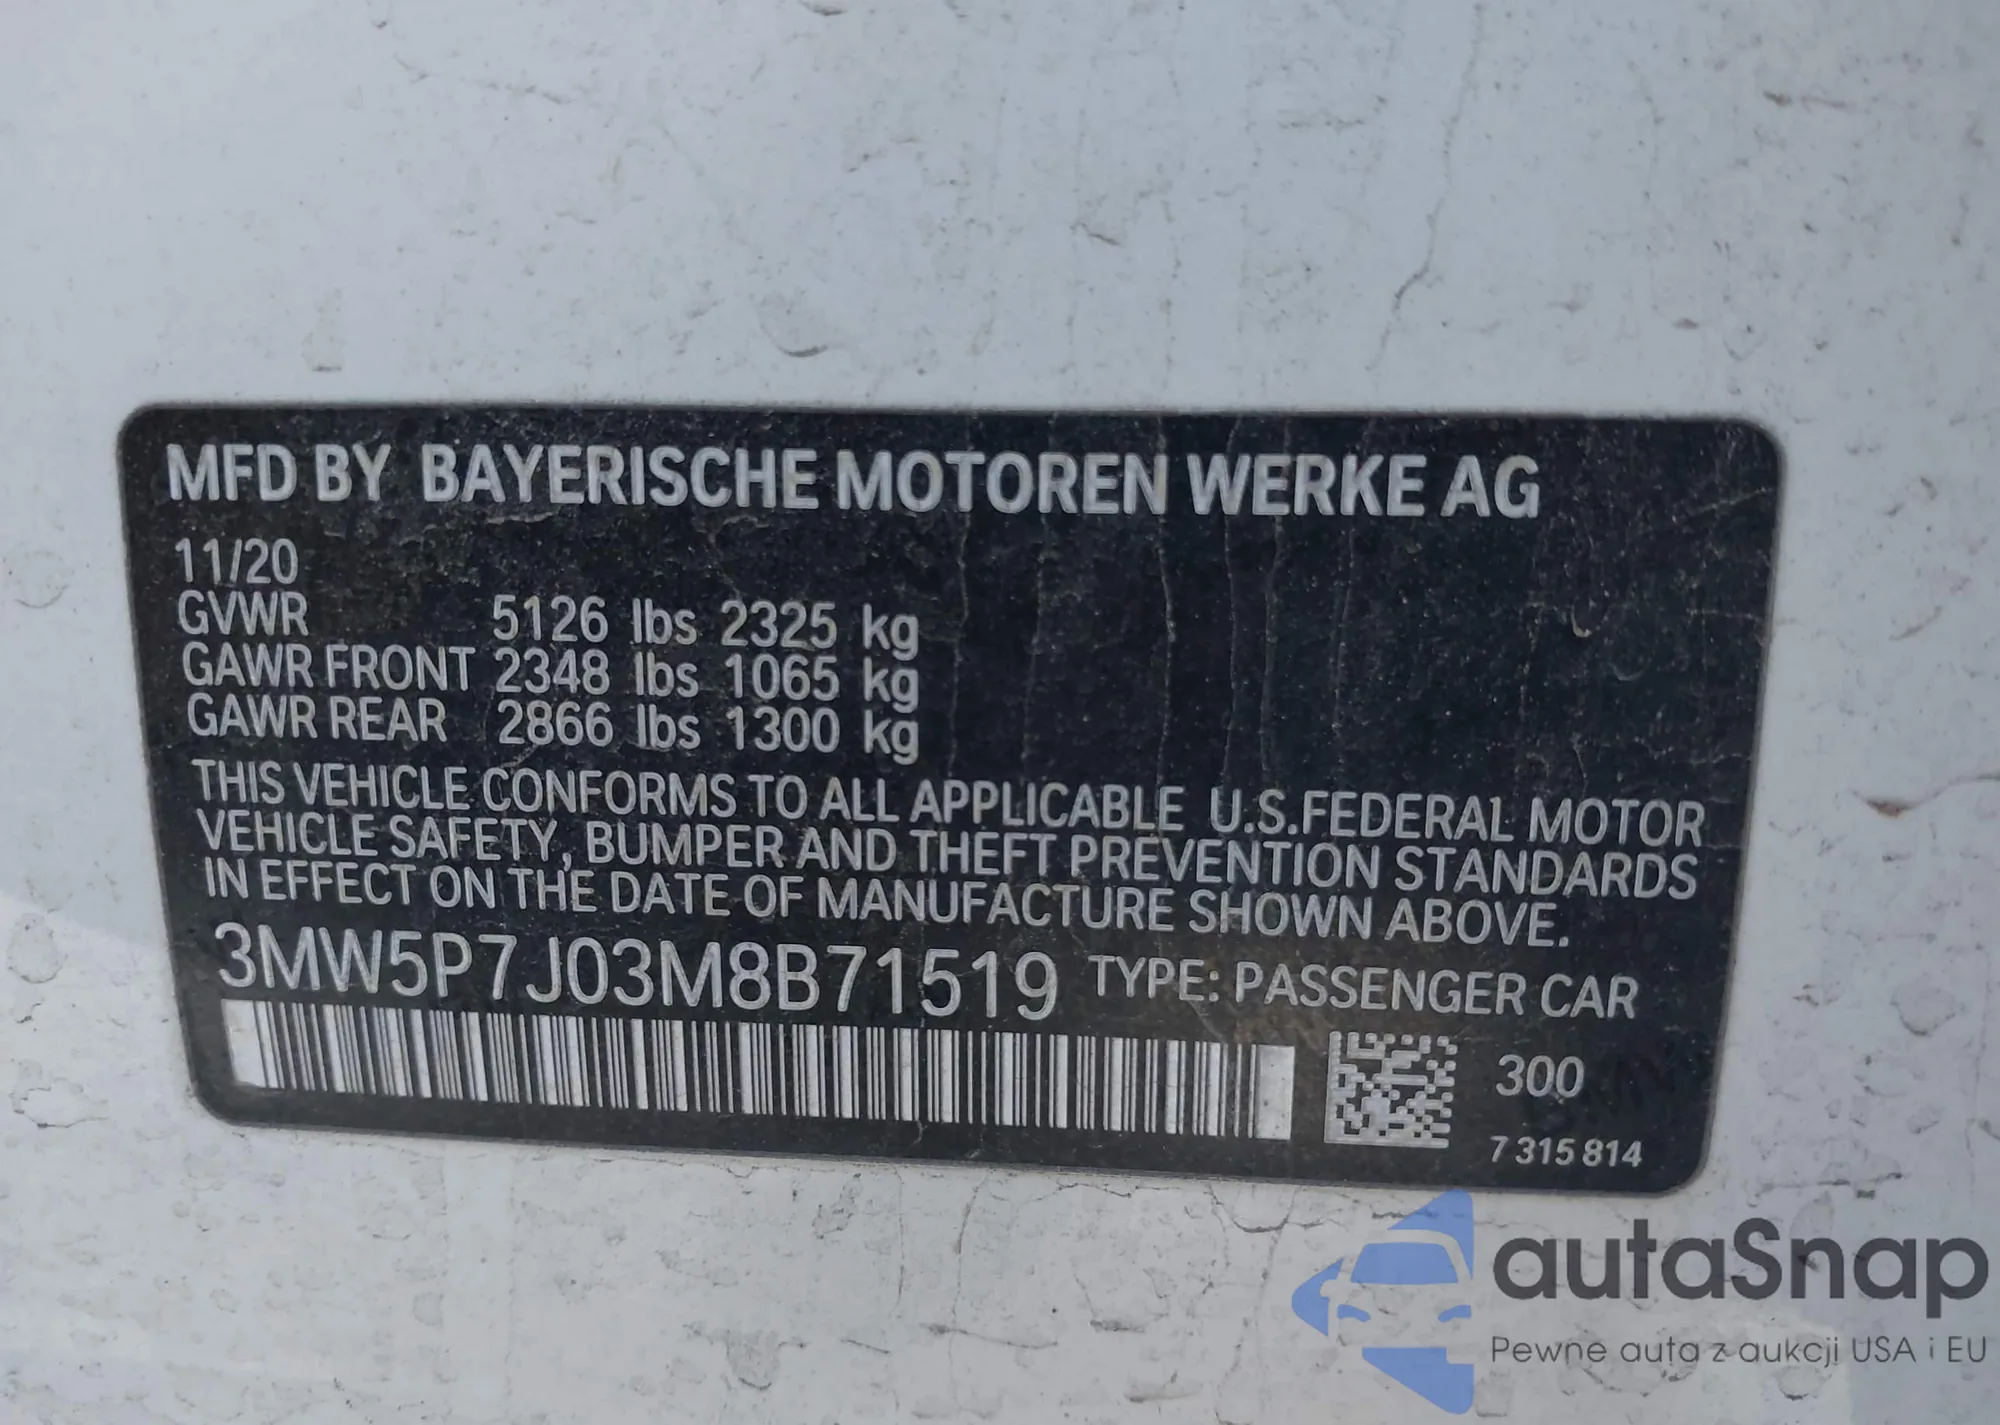 MFD BY BAYERISCHE MOTOREN WERKE AG
11/20
GVWR 5126 lbs 2325 kg
GAWR FRONT 2348 lbs 1065 kg
GAWR REAR 2866 lbs 1300 kg
THIS VEHICLE CONFORMS TO ALL APPLICABLE U.S.FEDERAL MOTOR
VEHICLE SAFETY, BUMPER AND THEFT PREVENTION STANDARDS
IN EFFECT ON THE DATE OF MANUFACTURE SHOWN ABOVE.
3MW5P7J03M8B71519 TYPE: PASSENGER CAR
300
7 315 814
autaSnap
Pewne auta z aukcji USA i EU